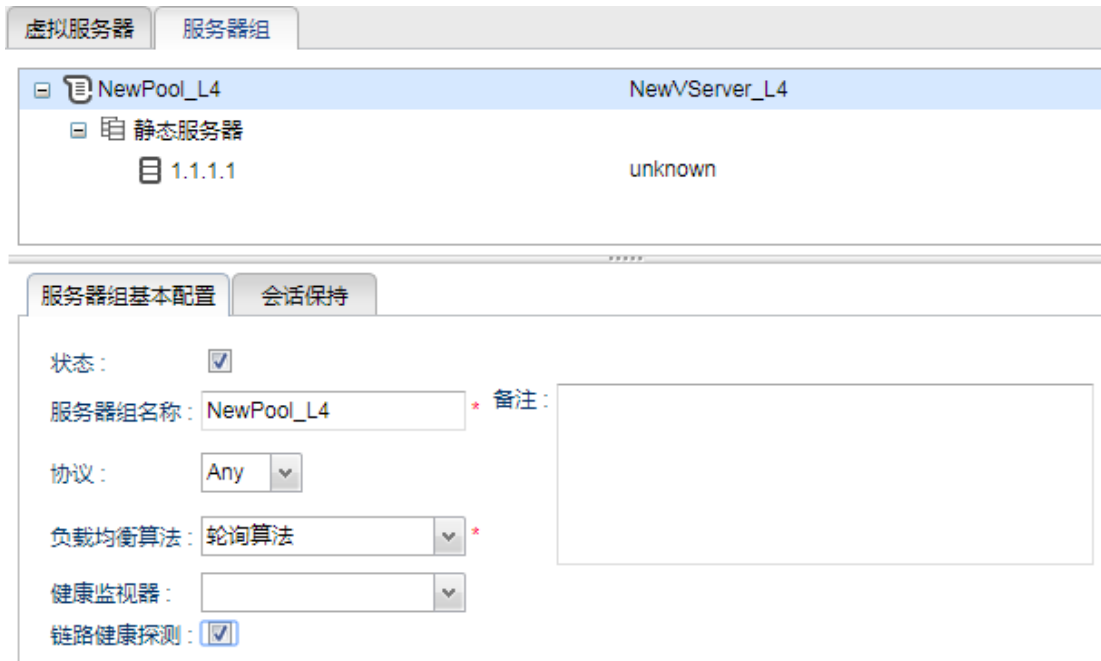 虚拟服务器 服务器组
NewPool_L4 NewVServer_L4
静态服务器
1.1.1.1 unknown
服务器组基本配置 会话保持
状态：
服务器组名称： NewPool_L4 * 备注：
协议： Any
负载均衡算法： 轮询算法 *
健康监视器：
链路健康探测：